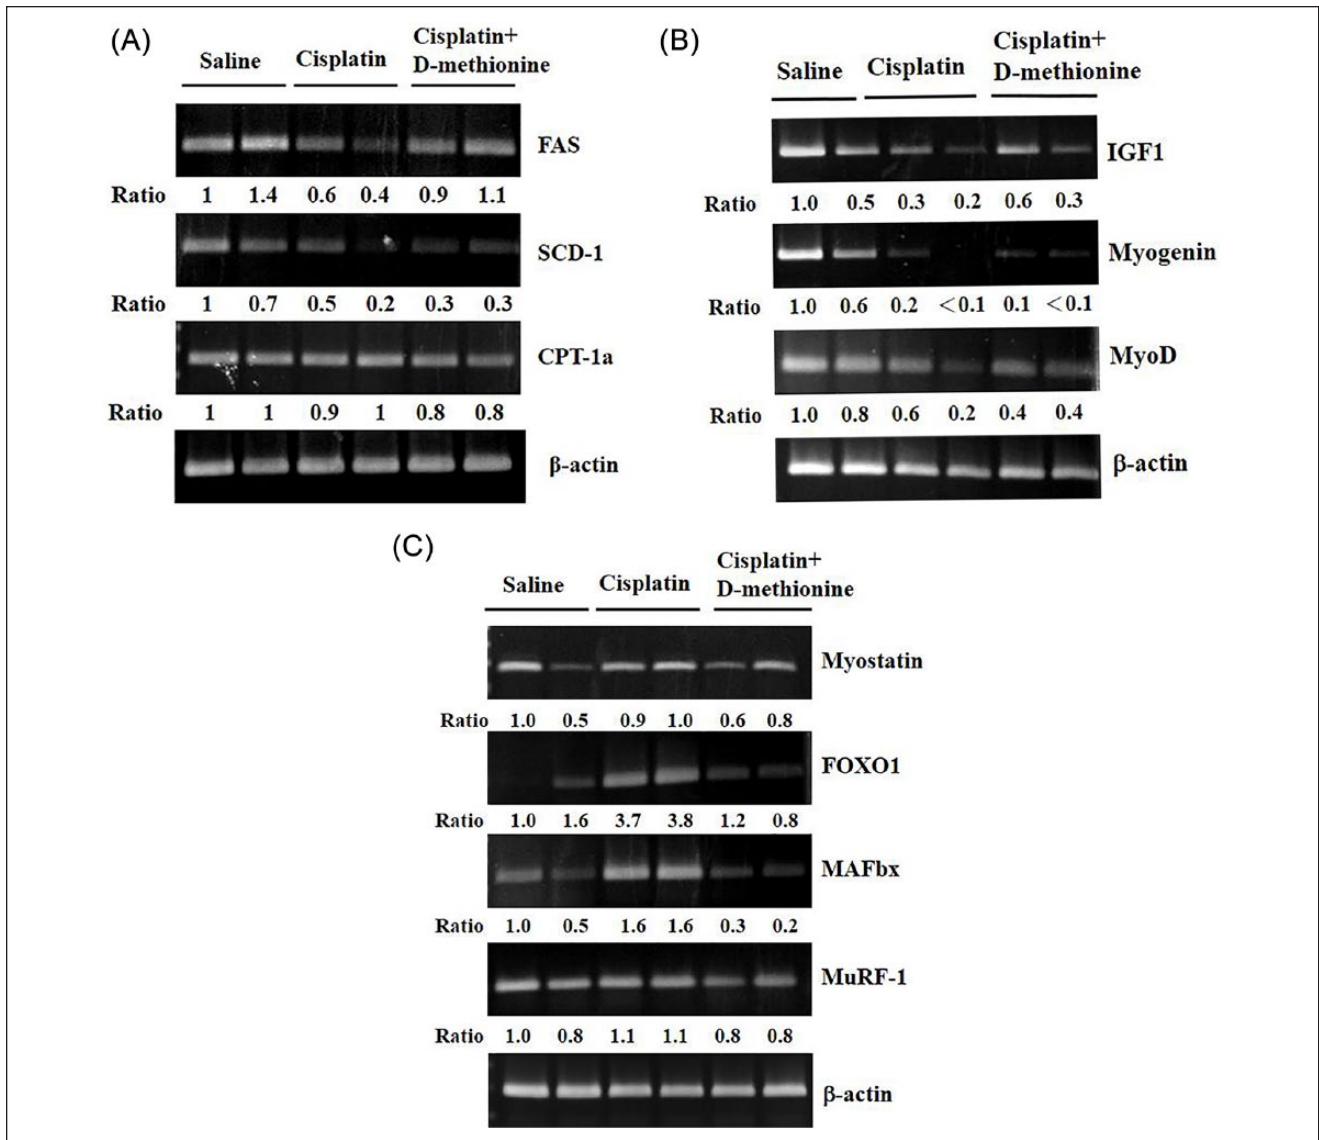 (A)
Saline Cisplatin Cisplatin+
D-methionine
FAS
Ratio 1 1.4 0.6 0.4 0.9 1.1
SCD-1
Ratio 1 0.7 0.5 0.2 0.3 0.3
CPT-1a
Ratio 1 1 0.9 1 0.8 0.8
β-actin
(B)
Saline Cisplatin Cisplatin+
D-methionine
IGF1
Ratio 1.0 0.5 0.3 0.2 0.6 0.3
Myogenin
Ratio 1.0 0.6 0.2 <0.1 0.1 <0.1
MyoD
Ratio 1.0 0.8 0.6 0.2 0.4 0.4
β-actin
(C)
Saline Cisplatin Cisplatin+
D-methionine
Myostatin
Ratio 1.0 0.5 0.9 1.0 0.6 0.8
FOXO1
Ratio 1.0 1.6 3.7 3.8 1.2 0.8
MAFbx
Ratio 1.0 0.5 1.6 1.6 0.3 0.2
MuRF-1
Ratio 1.0 0.8 1.1 1.1 0.8 0.8
β-actin